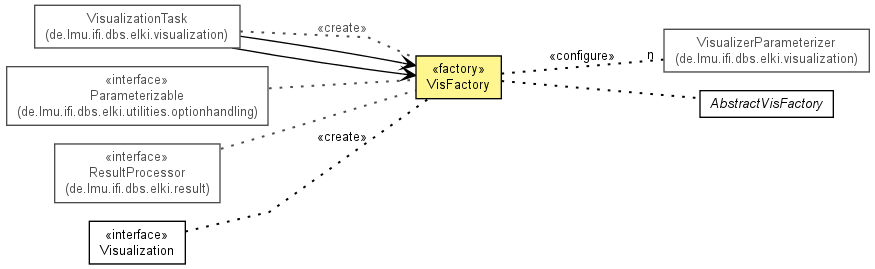 VisualizationTask
(de.lmu.ifi.dbs.elki.visualization)
«create»
«interface»
Parameterizable
(de.lmu.ifi.dbs.elki.utilities.optionhandling)
«interface»
ResultProcessor
(de.lmu.ifi.dbs.elki.result)
«create»
«interface»
Visualization
«factory»
VisFactory
«configure»
n
VisualizerParameterizer
(de.lmu.ifi.dbs.elki.visualization)
AbstractVisFactory